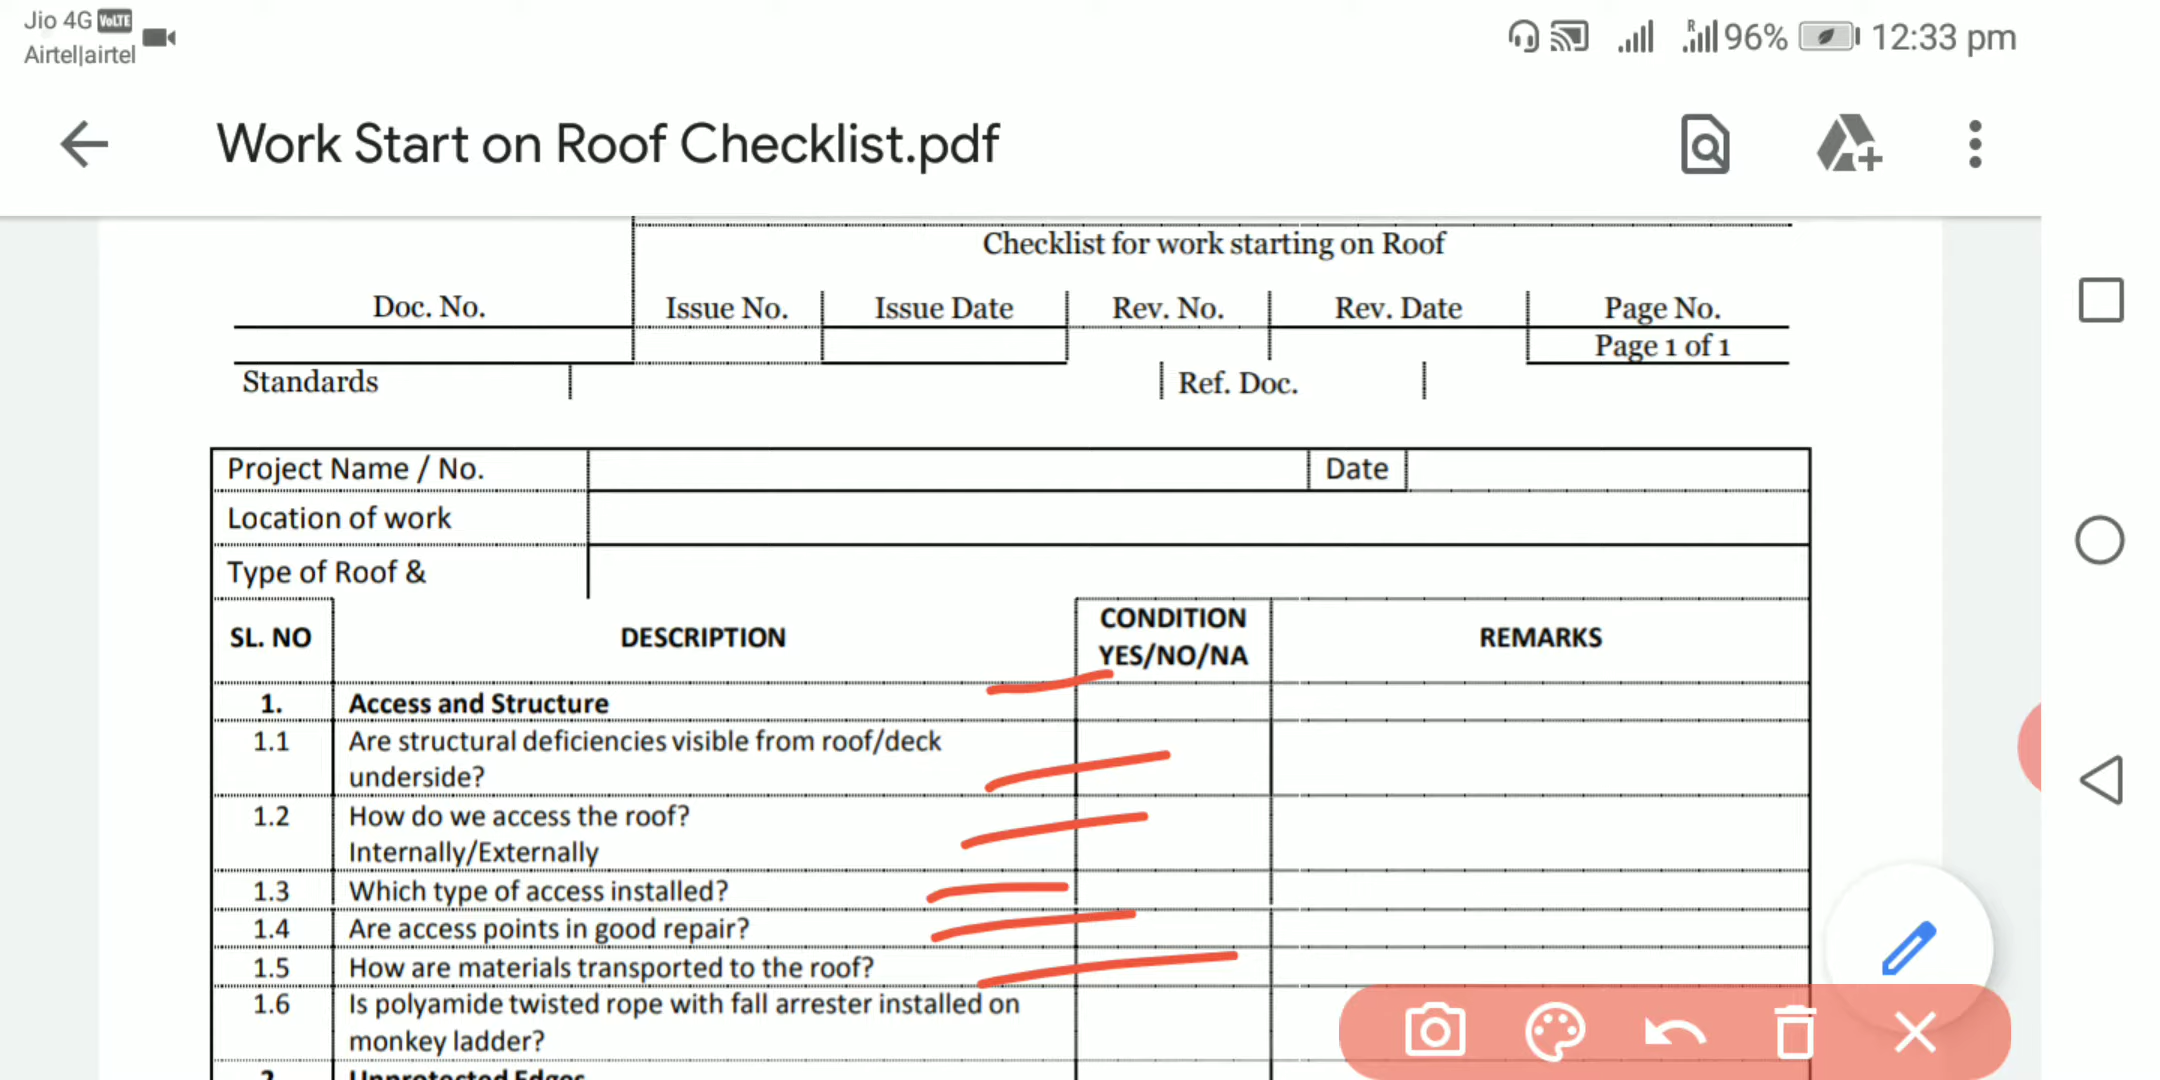 Jio 4G VoLTE
Airtel|airtel
R
96%
12:33 pm
Work Start on Roof Checklist.pdf
Checklist for work starting on Roof
Doc. No. Issue No. Issue Date Rev. No. Rev. Date Page No.
Page 1 of 1
Standards Ref. Doc.
Project Name / No. Date
Location of work
Type of Roof &
SL. NO DESCRIPTION CONDITION YES/NO/NA REMARKS
1. Access and Structure
1.1 Are structural deficiencies visible from roof/deck
underside?
1.2 How do we access the roof?
Internally/Externally
1.3 Which type of access installed?
1.4 Are access points in good repair?
1.5 How are materials transported to the roof?
1.6 Is polyamide twisted rope with fall arrester installed on
monkey ladder?
2. Unprotected Edges